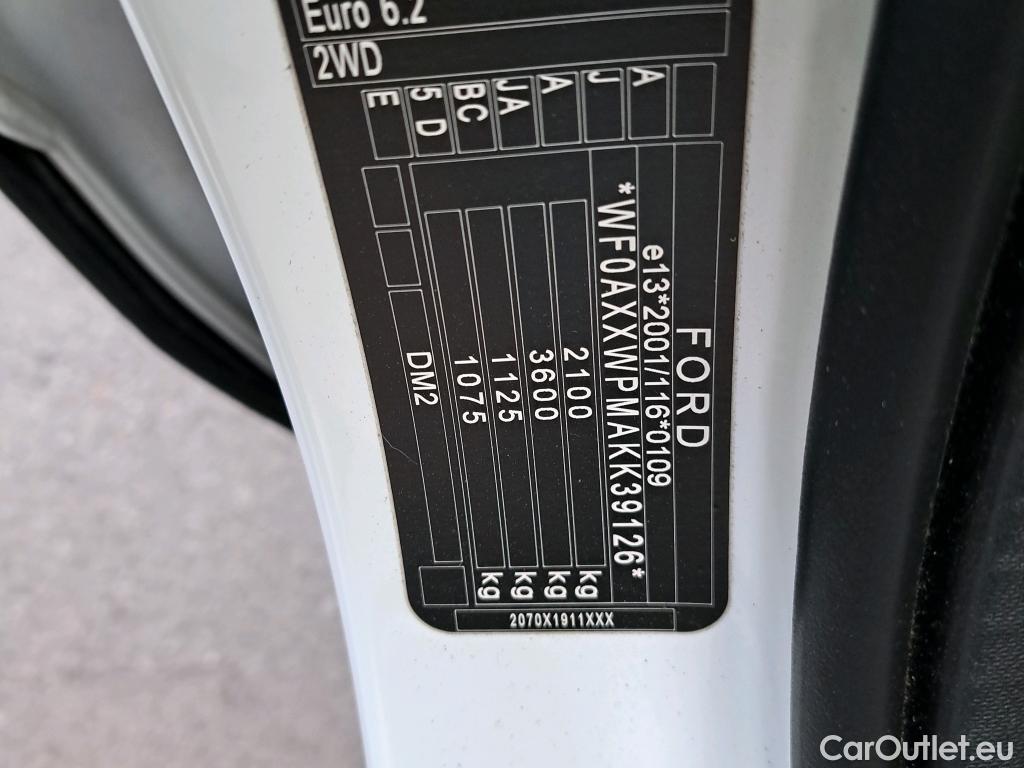 FORD
e13*2001/116*0109
*WF0AXXWPMAKK39126*
2100 kg
3600 kg
1125 kg
1075 kg
DM2
A
J
A
JA
BC
5 D
E
Euro 6.2
2WD
2070X1911XXX
CarOutlet.eu